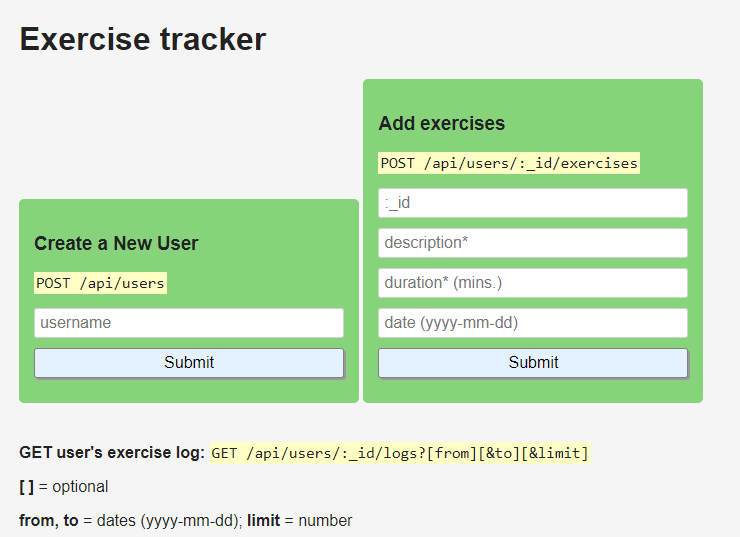 Exercise tracker
Create a New User
POST /api/users
username
Submit
Add exercises
POST /api/users/:_id/exercises
:_id
description*
duration* (mins.)
date (yyyy-mm-dd)
Submit
GET user's exercise log: GET /api/users/:_id/logs?[from][&to][&limit]
[ ] = optional
from, to = dates (yyyy-mm-dd); limit = number